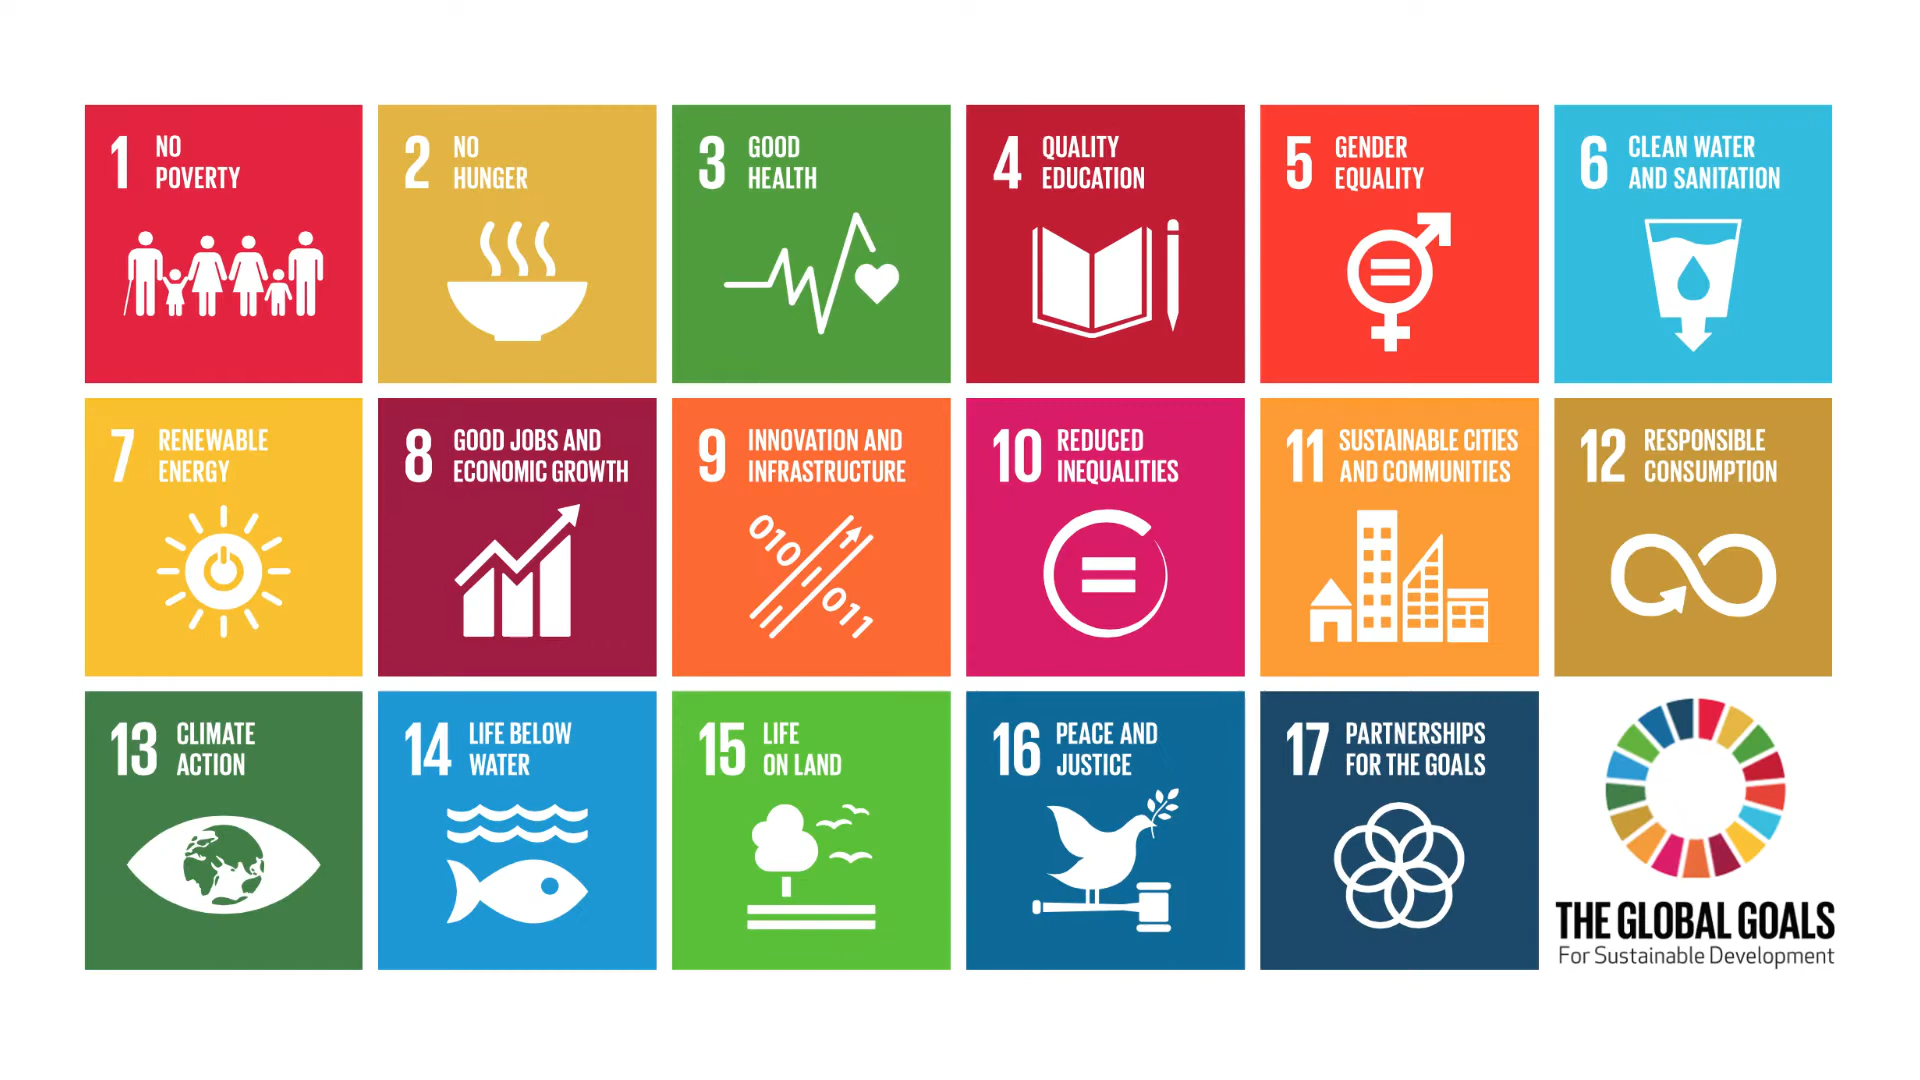 1 NO
POVERTY
2 NO
HUNGER
3 GOOD
HEALTH
4 QUALITY
EDUCATION
5 GENDER
EQUALITY
6 CLEAN WATER
AND SANITATION
7 RENEWABLE
ENERGY
8 GOOD JOBS AND
ECONOMIC GROWTH
9 INNOVATION AND
INFRASTRUCTURE
010
011
10 REDUCED
INEQUALITIES
11 SUSTAINABLE CITIES
AND COMMUNITIES
12 RESPONSIBLE
CONSUMPTION
13 CLIMATE
ACTION
14 LIFE BELOW
WATER
15 LIFE
ON LAND
16 PEACE AND
JUSTICE
17 PARTNERSHIPS
FOR THE GOALS
THE GLOBAL GOALS
For Sustainable Development